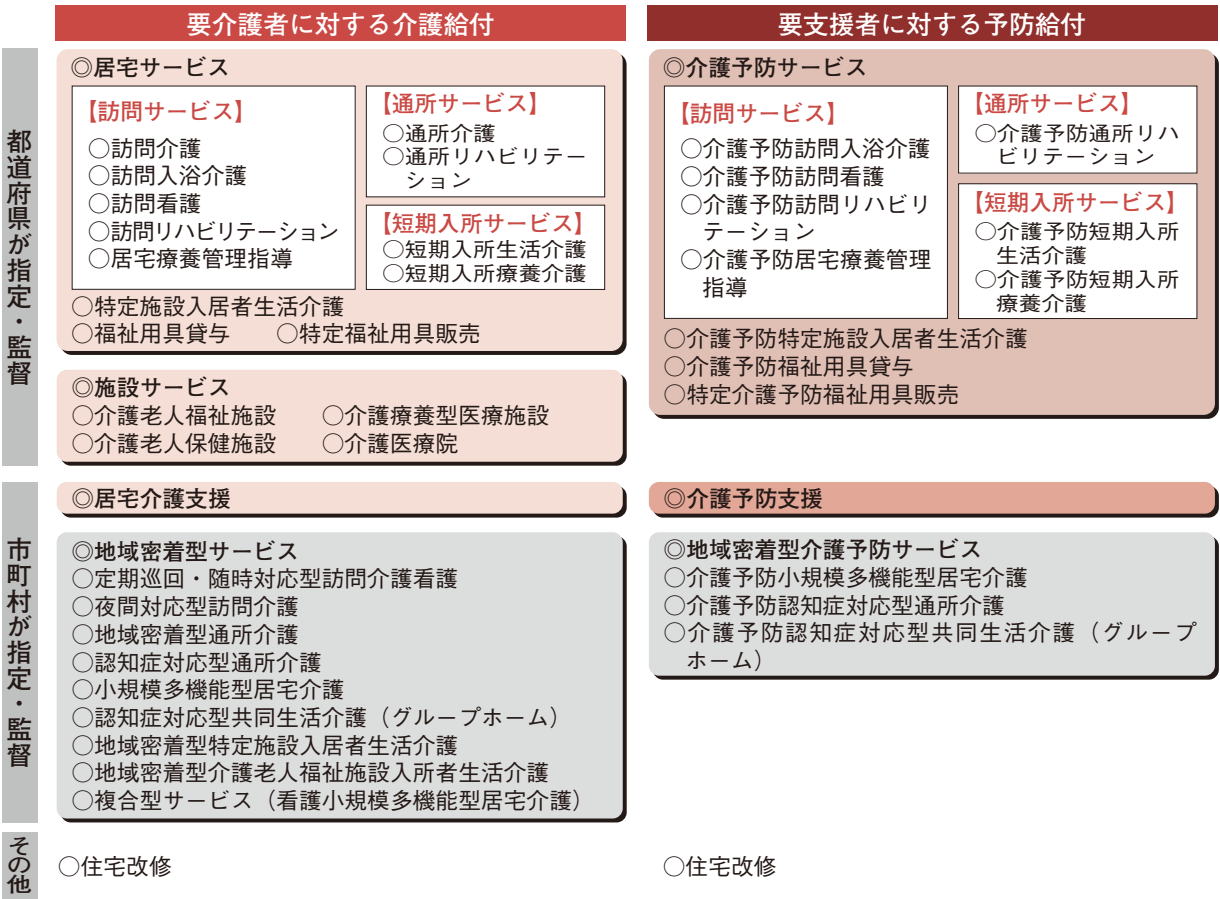 要介護者に対する介護給付
要支援者に対する予防給付
都道府県が指定・監督
◎居宅サービス
【訪問サービス】
○訪問介護
○訪問入浴介護
○訪問看護
○訪問リハビリテーション
○居宅療養管理指導
【通所サービス】
○通所介護
○通所リハビリテー
ション
【短期入所サービス】
○短期入所生活介護
○短期入所療養介護
○特定施設入居者生活介護
○福祉用具貸与 ○特定福祉用具販売
◎施設サービス
○介護老人福祉施設 ○介護療養型医療施設
○介護老人保健施設 ○介護医療院
◎介護予防サービス
【訪問サービス】
○介護予防訪問入浴介護
○介護予防訪問看護
○介護予防訪問リハビリ
テーション
○介護予防居宅療養管理
指導
【通所サービス】
○介護予防通所リハ
ビリテーション
【短期入所サービス】
○介護予防短期入所
生活介護
○介護予防短期入所
療養介護
○介護予防特定施設入居者生活介護
○介護予防福祉用具貸与
○特定介護予防福祉用具販売
市町村が指定・監督
◎居宅介護支援
◎地域密着型サービス
○定期巡回・随時対応型訪問介護看護
○夜間対応型訪問介護
○地域密着型通所介護
○認知症対応型通所介護
○小規模多機能型居宅介護
○認知症対応型共同生活介護（グループホーム）
○地域密着型特定施設入居者生活介護
○地域密着型介護老人福祉施設入所者生活介護
○複合型サービス（看護小規模多機能型居宅介護）
◎介護予防支援
◎地域密着型介護予防サービス
○介護予防小規模多機能型居宅介護
○介護予防認知症対応型通所介護
○介護予防認知症対応型共同生活介護（グループ
ホーム）
その他
○住宅改修
○住宅改修